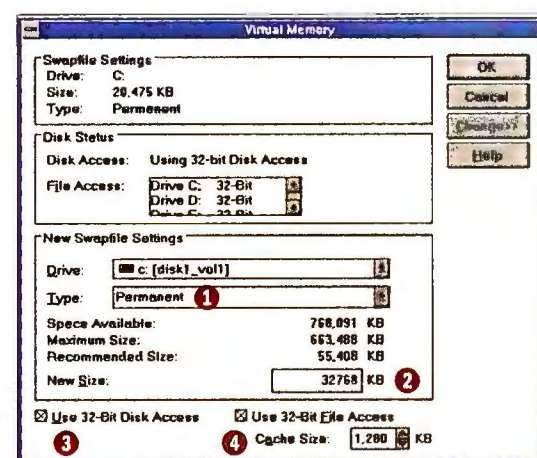 Virtual Memory
Swapfile Settings
Drive: C:
Size: 20,475 KB
Type: Permanent
OK
Cancel
Change>>
Help
Disk Status
Disk Access: Using 32-bit Disk Access
File Access: Drive C: 32-Bit
Drive D: 32-Bit
32-Bit
New Swapfile Settings
Drive: c: [disk1_vol1]
Type: Permanent 1
Space Available: 768,091 KB
Maximum Size: 663,488 KB
Recommended Size: 55,408 KB
New Size: 32768 KB 2
Use 32-Bit Disk Access Use 32-Bit File Access
3 4 Cache Size: 1,280 KB